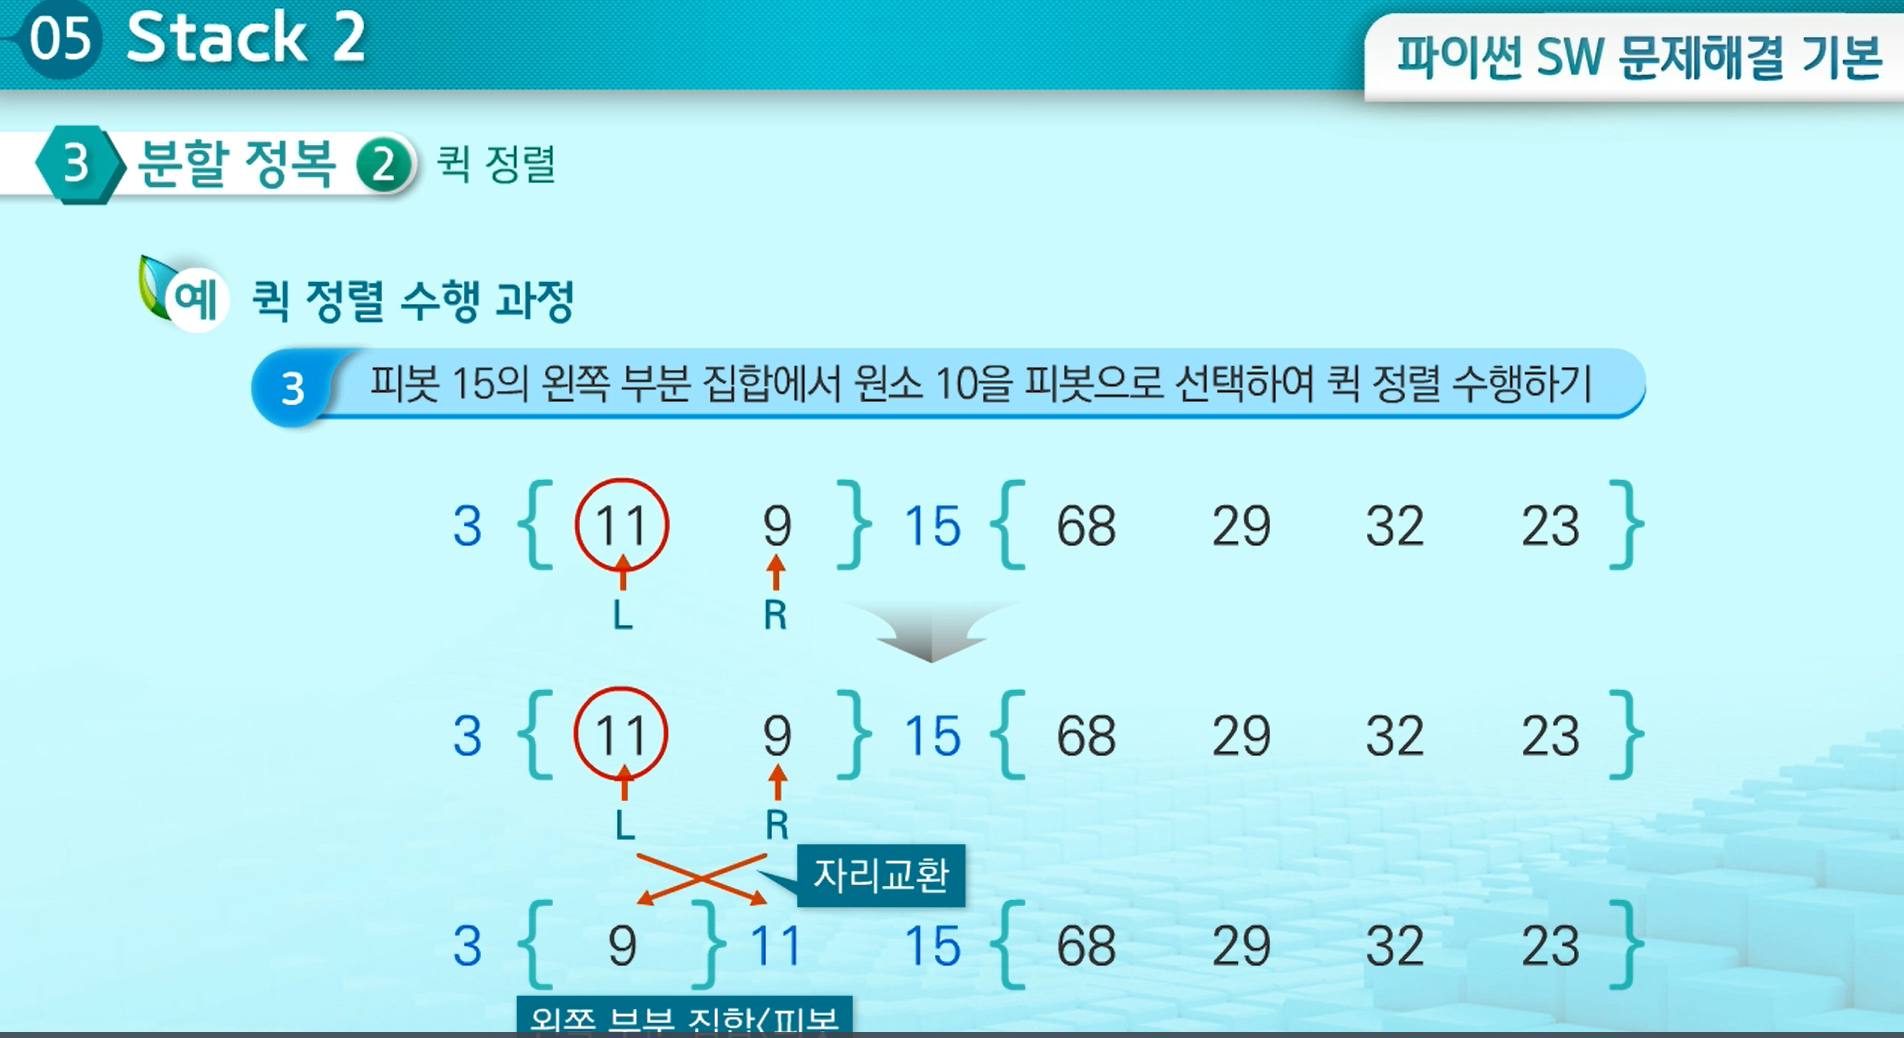 05 Stack 2
파이썬 SW 문제해결 기본
3 분할 정복 2 퀵 정렬
예 퀵 정렬 수행 과정
3 피봇 15의 왼쪽 부분 집합에서 원소 10을 피봇으로 선택하여 퀵 정렬 수행하기
3 { 11 9 } 15 { 68 29 32 23 }
L R
3 { 11 9 } 15 { 68 29 32 23 }
L R
자리교환
3 { 9 } 11 15 { 68 29 32 23 }
왼쪽 부분 집합<피봇